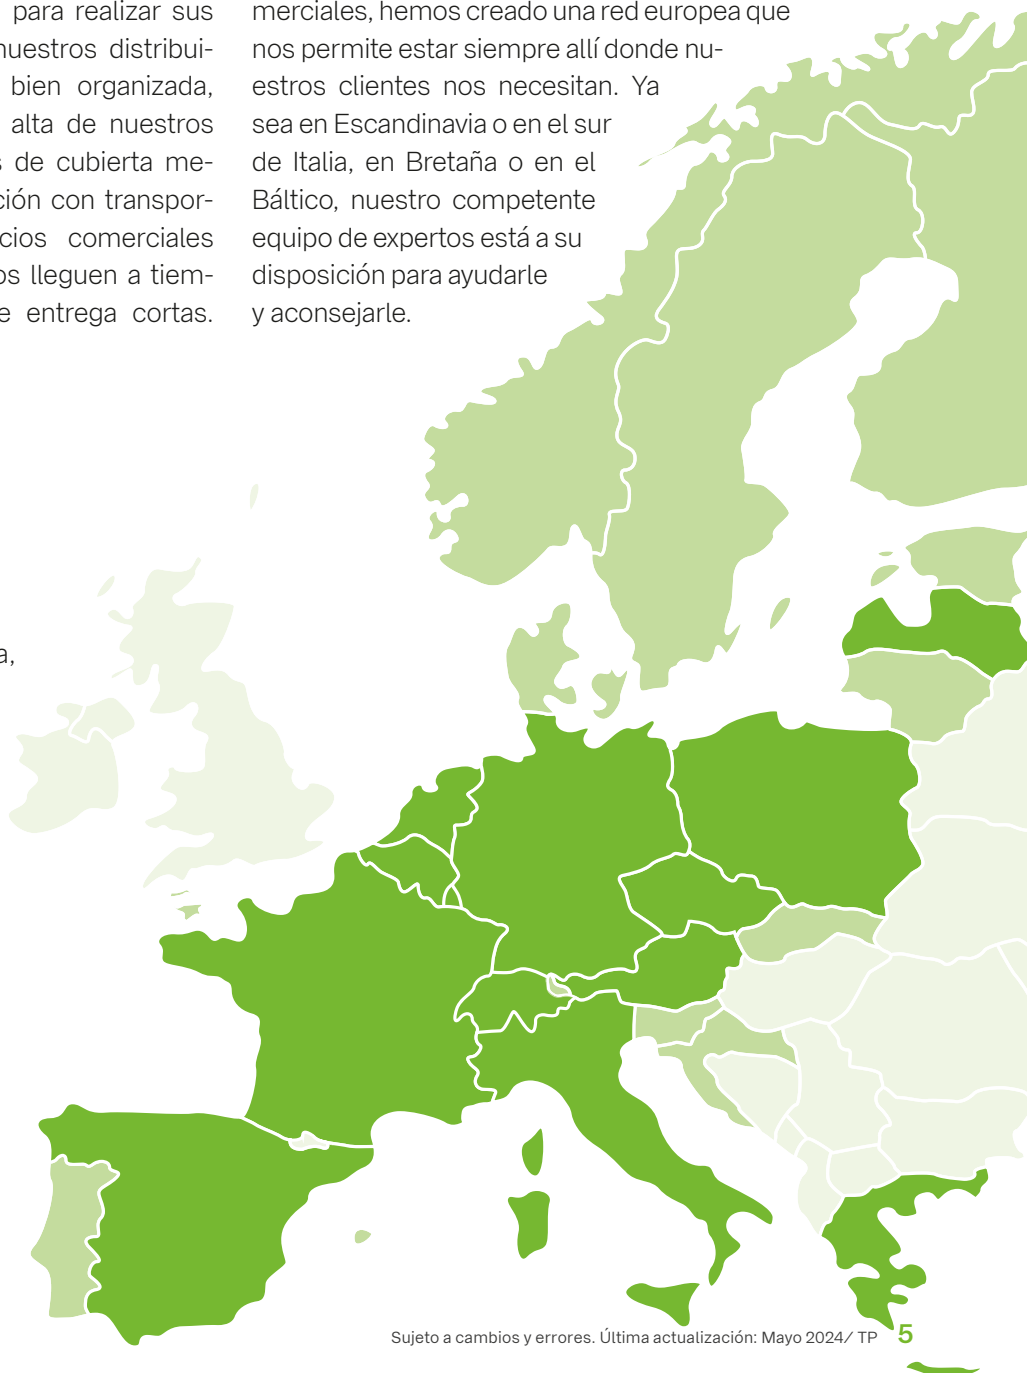 para realizar sus
nuestros distribui-
bien organizada,
alta de nuestros
de cubierta me-
ción con transpor-
cios comerciales
os lleguen a tiem-
e entrega cortas.
merciales, hemos creado una red europea que
nos permite estar siempre allí donde nu-
estros clientes nos necesitan. Ya
sea en Escandinavia o en el sur
de Italia, en Bretaña o en el
Báltico, nuestro competente
equipo de expertos está a su
disposición para ayudarle
y aconsejarle.
a,
Sujeto a cambios y errores. Última actualización: Mayo 2024/ TP 5